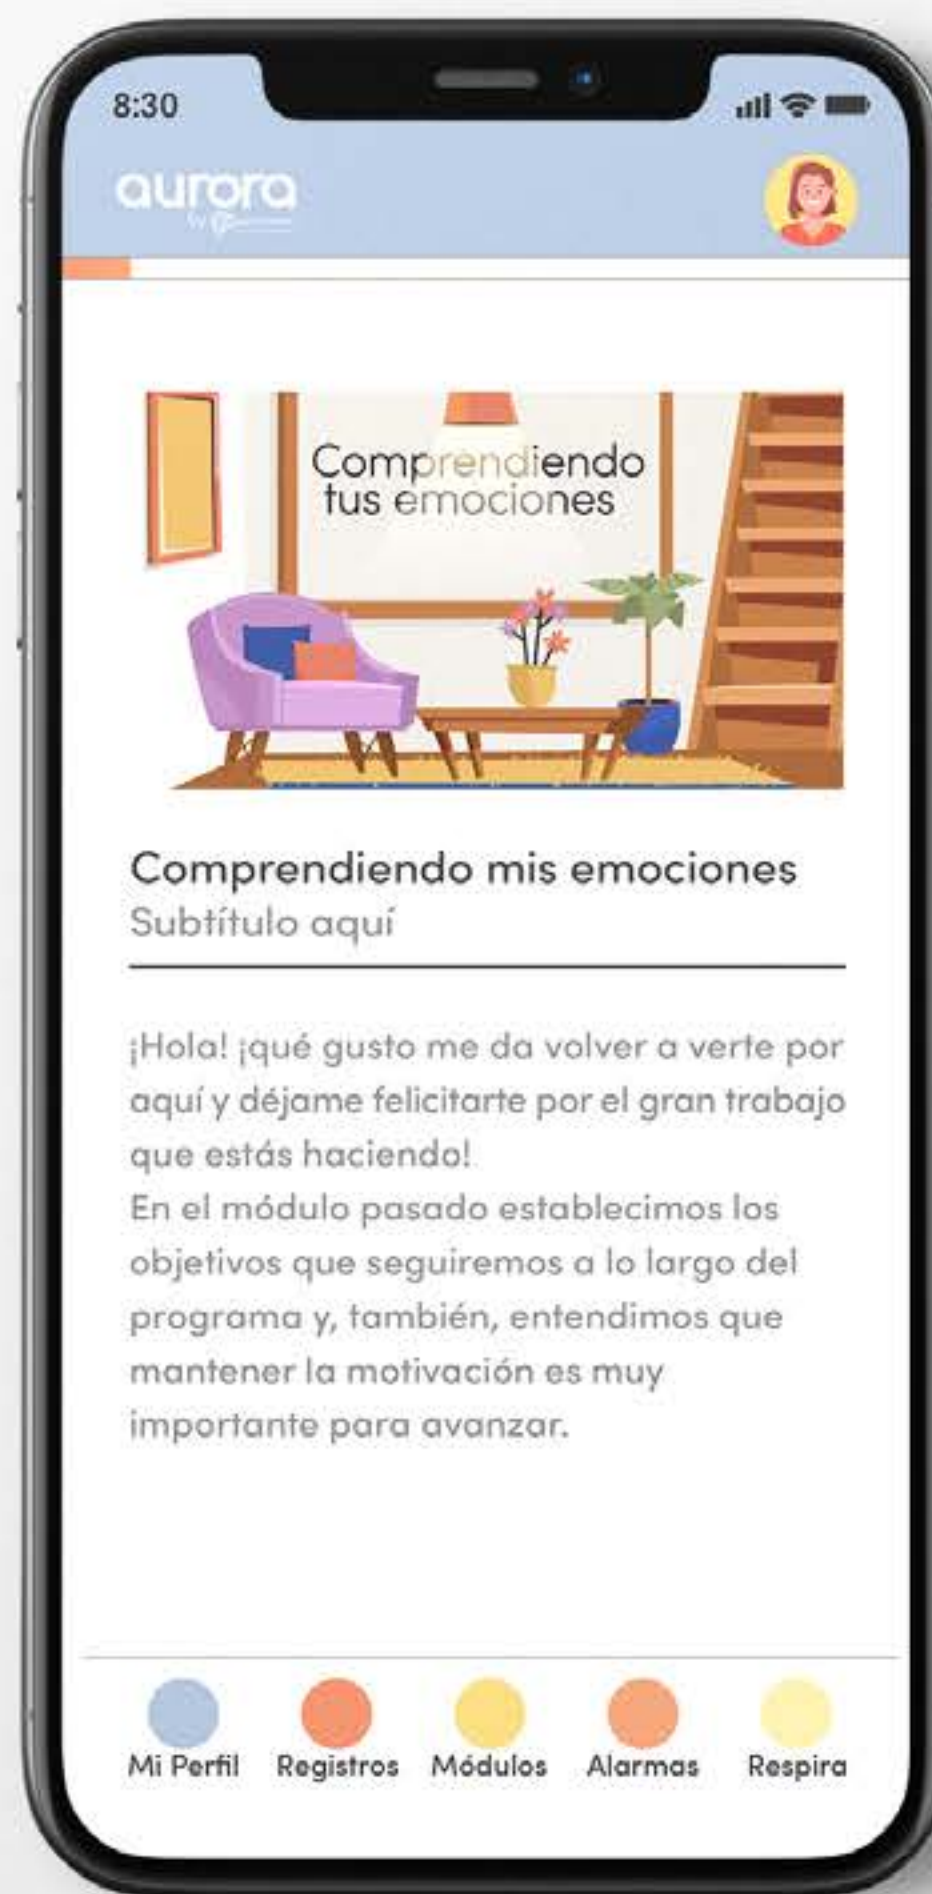 8:30
aurora
by
Comprendiendo
tus emociones
Comprendiendo mis emociones
Subtítulo aquí
¡Hola! ¡qué gusto me da volver a verte por
aquí y déjame felicitarte por el gran trabajo
que estás haciendo!
En el módulo pasado establecimos los
objetivos que seguiremos a lo largo del
programa y, también, entendimos que
mantener la motivación es muy
importante para avanzar.
Mi Perfil Registros Módulos Alarmas Respira